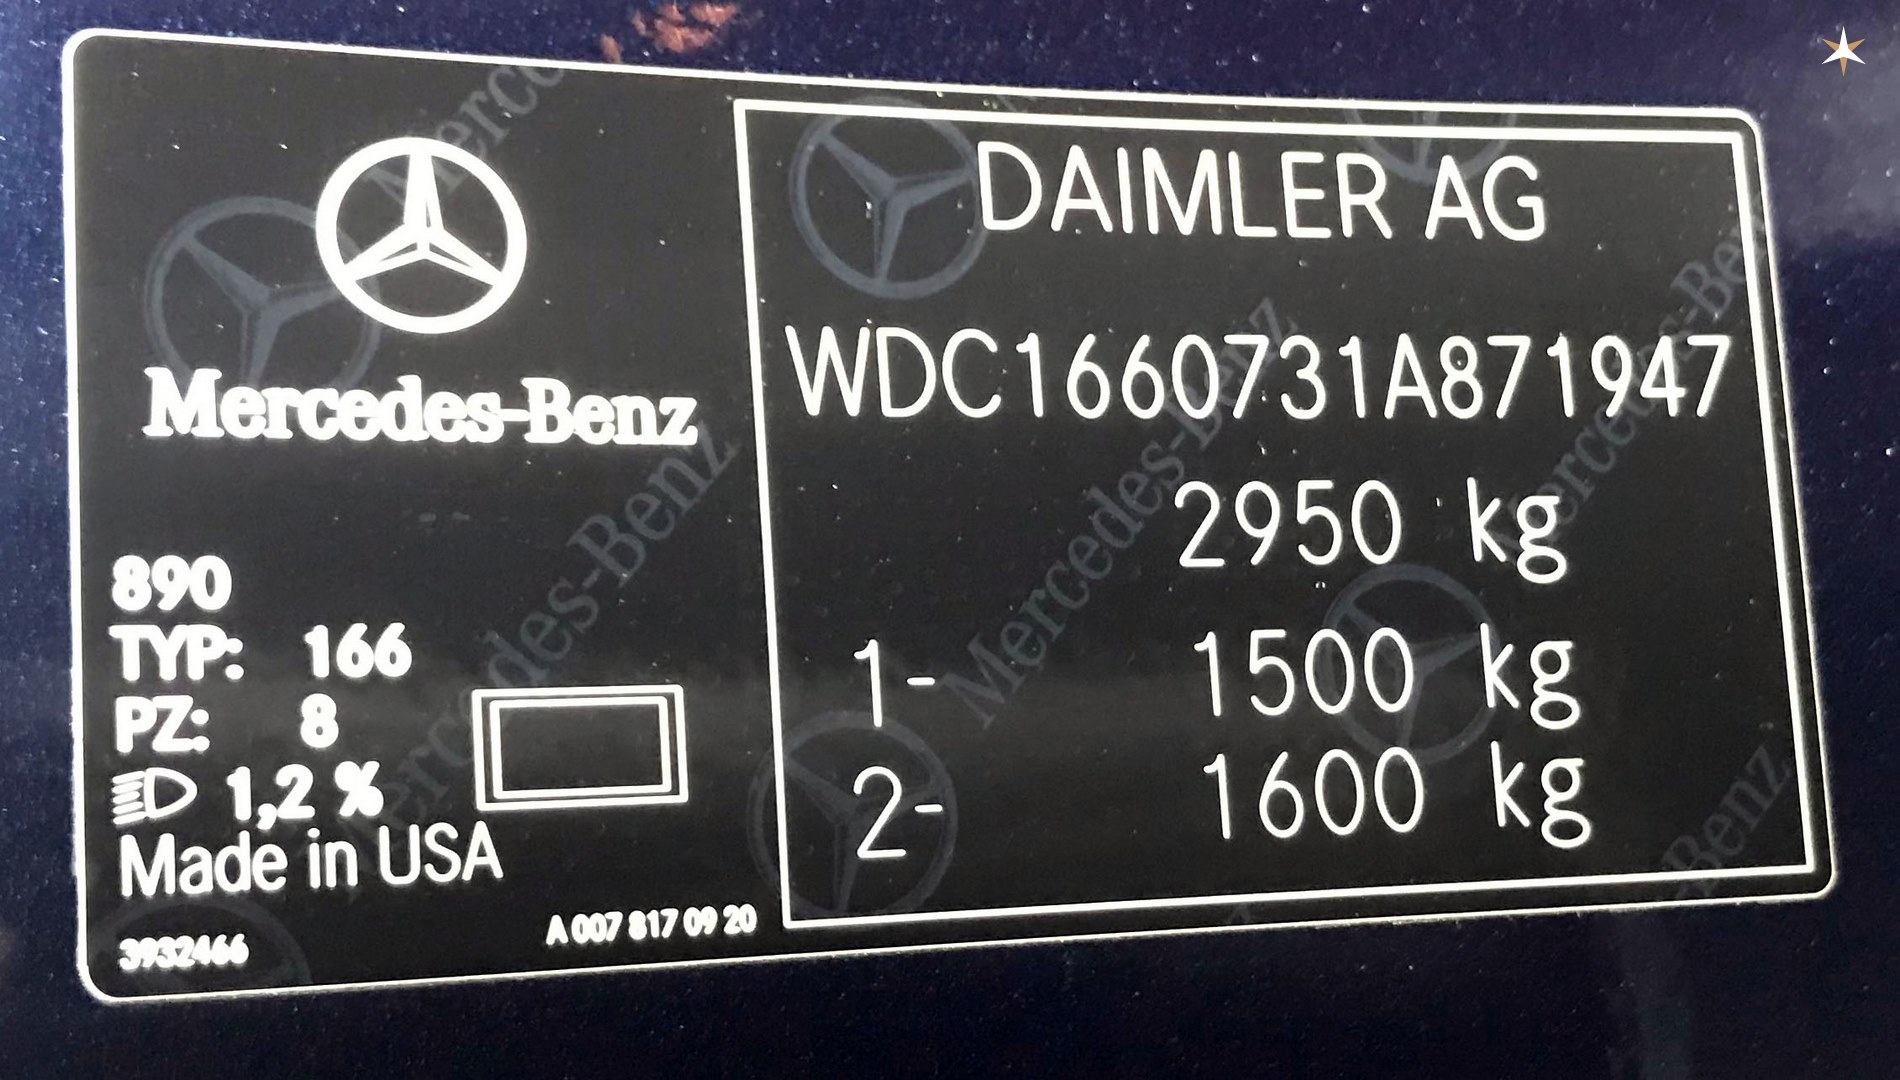 Mercedes-Benz
890
TYP: 166
PZ: 8
1,2 %
Made in USA
3932466
A 007 817 09 20
DAIMLER AG
WDC1660731A871947
2950 kg
1- 1500 kg
2- 1600 kg